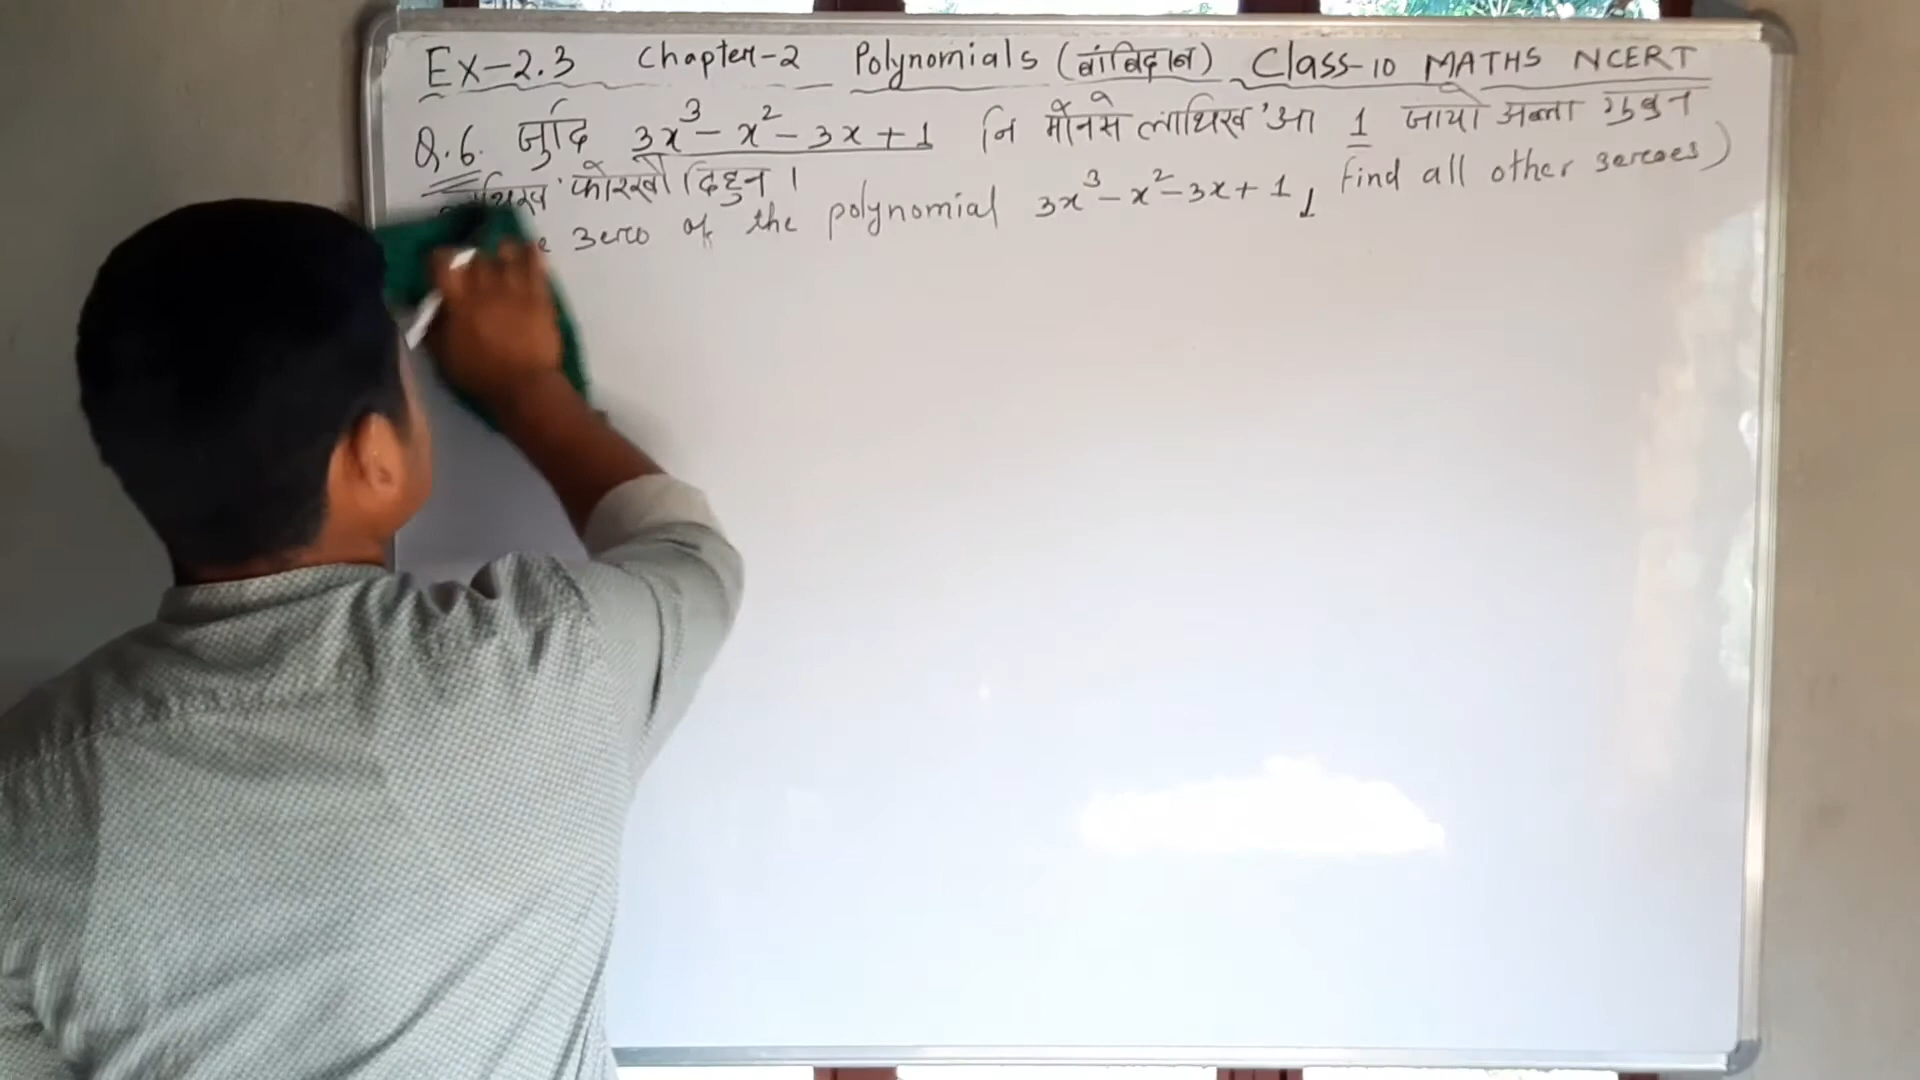 Ex-2.3 Chapter-2 Polynomials (बांबिदाब) Class-10 MATHS NCERT
Q.6. जुदि 3x³ - x² - 3x + 1 नि मोनसे लाथिख'आ 1 जायो अब्ला गुबुन
फोरखौ दिहुन।
zero of the polynomial 3x³ - x² - 3x + 1, find all other zeroes)